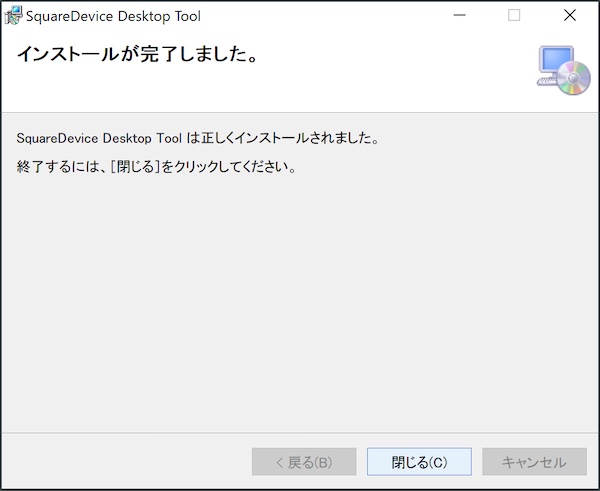 SquareDevice Desktop Tool
インストールが完了しました。
SquareDevice Desktop Tool は正しくインストールされました。
終了するには、[閉じる]をクリックしてください。
< 戻る(B)
閉じる(C)
キャンセル